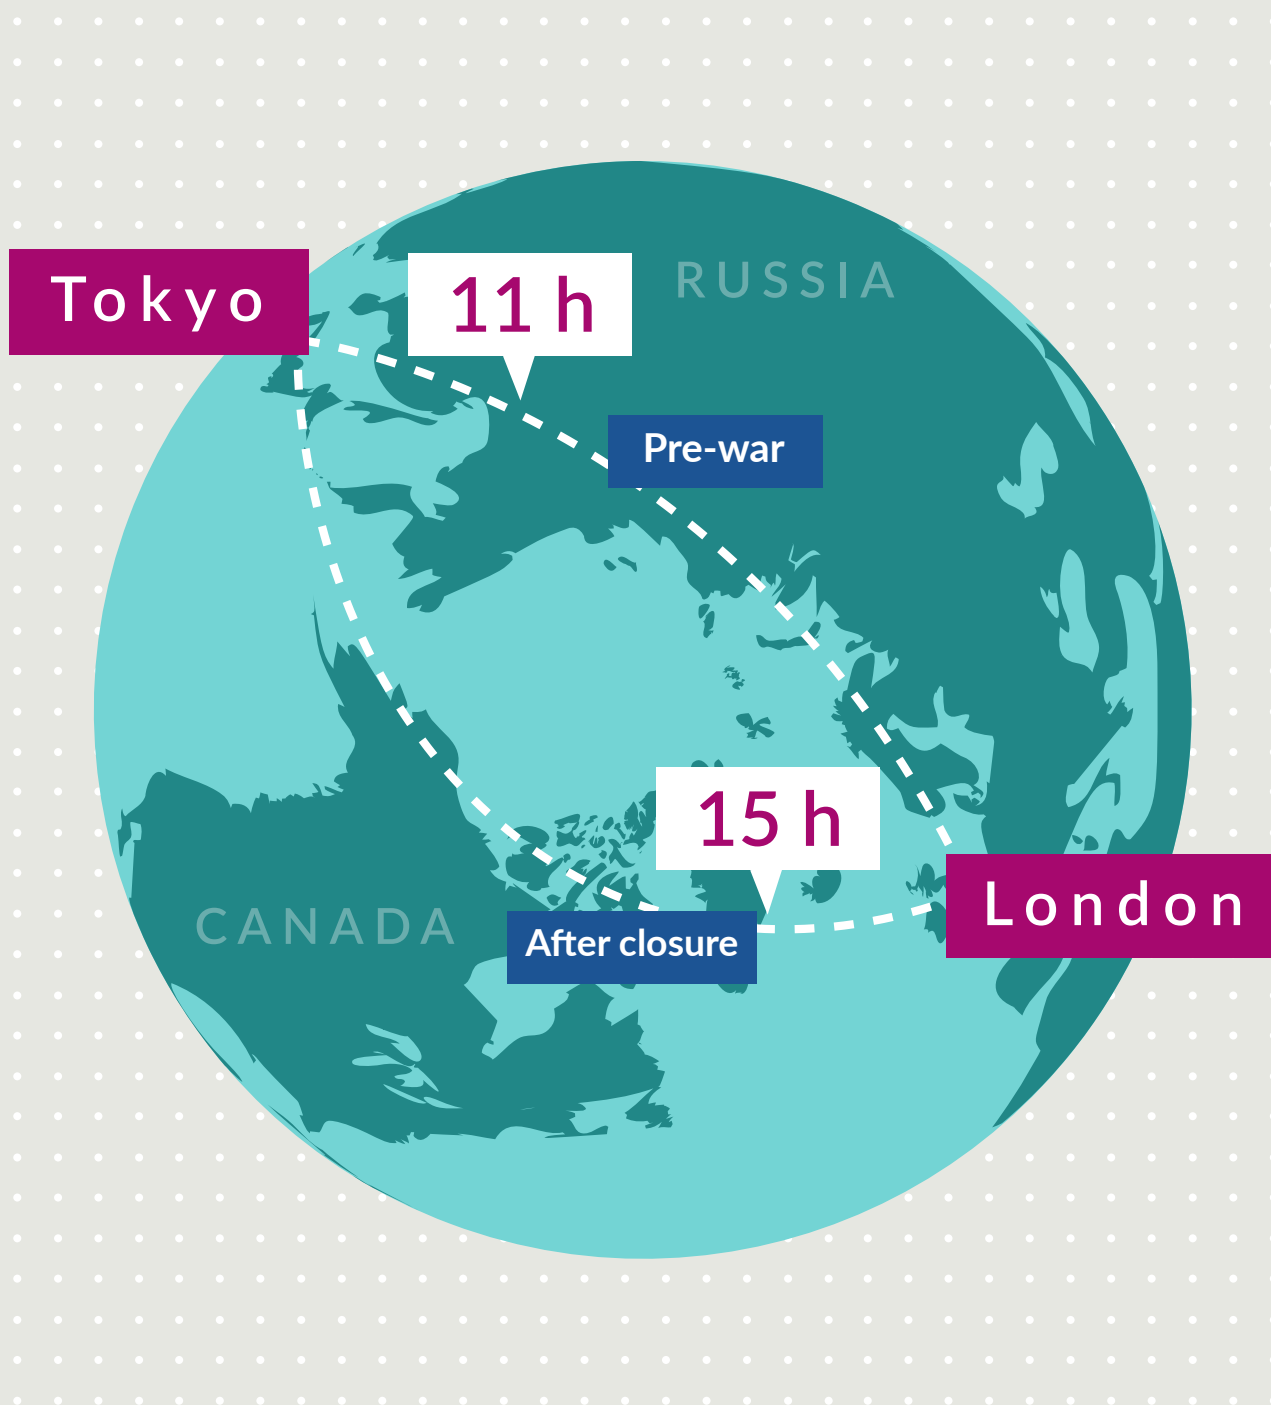 Tokyo
11 h
RUSSIA
Pre-war
15 h
London
CANADA
After closure